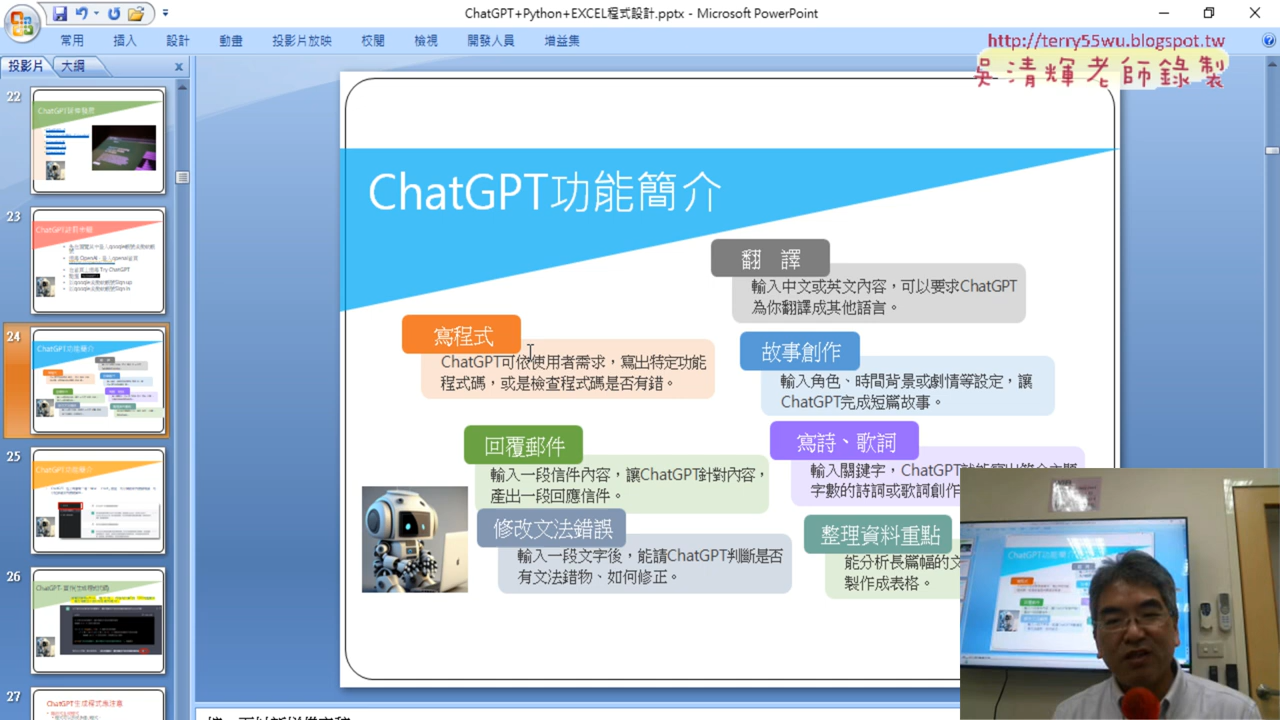 ChatGPT+Python+EXCEL程式設計.pptx - Microsoft PowerPoint
常用 插入 設計 動畫 投影片放映 校閱 檢視 開發人員 增益集
http://terry55wu.blogspot.tw
吳清輝老師錄製
投影片 大綱
22
23
24
25
26
27
ChatGPT功能簡介
翻 譯
輸入中文或英文內容，可以要求ChatGPT
為你翻譯成其他語言。
寫程式
ChatGPT可依使用者需求，寫出特定功能
程式碼，或是檢查程式碼是否有錯。
故事創作
輸入角色、時間背景或劇情等設定，讓
ChatGPT完成短篇故事。
回覆郵件
輸入一段信件內容，讓ChatGPT針對內容，
產出一段回應信件。
寫詩、歌詞
輸入關鍵字，ChatGPT
字數的詩詞或歌詞創作
修改文法錯誤
輸入一段文字後，能請ChatGPT判斷是否
有文法錯物、如何修正。
整理資料重點
能分析長篇幅的文
製作成表格。